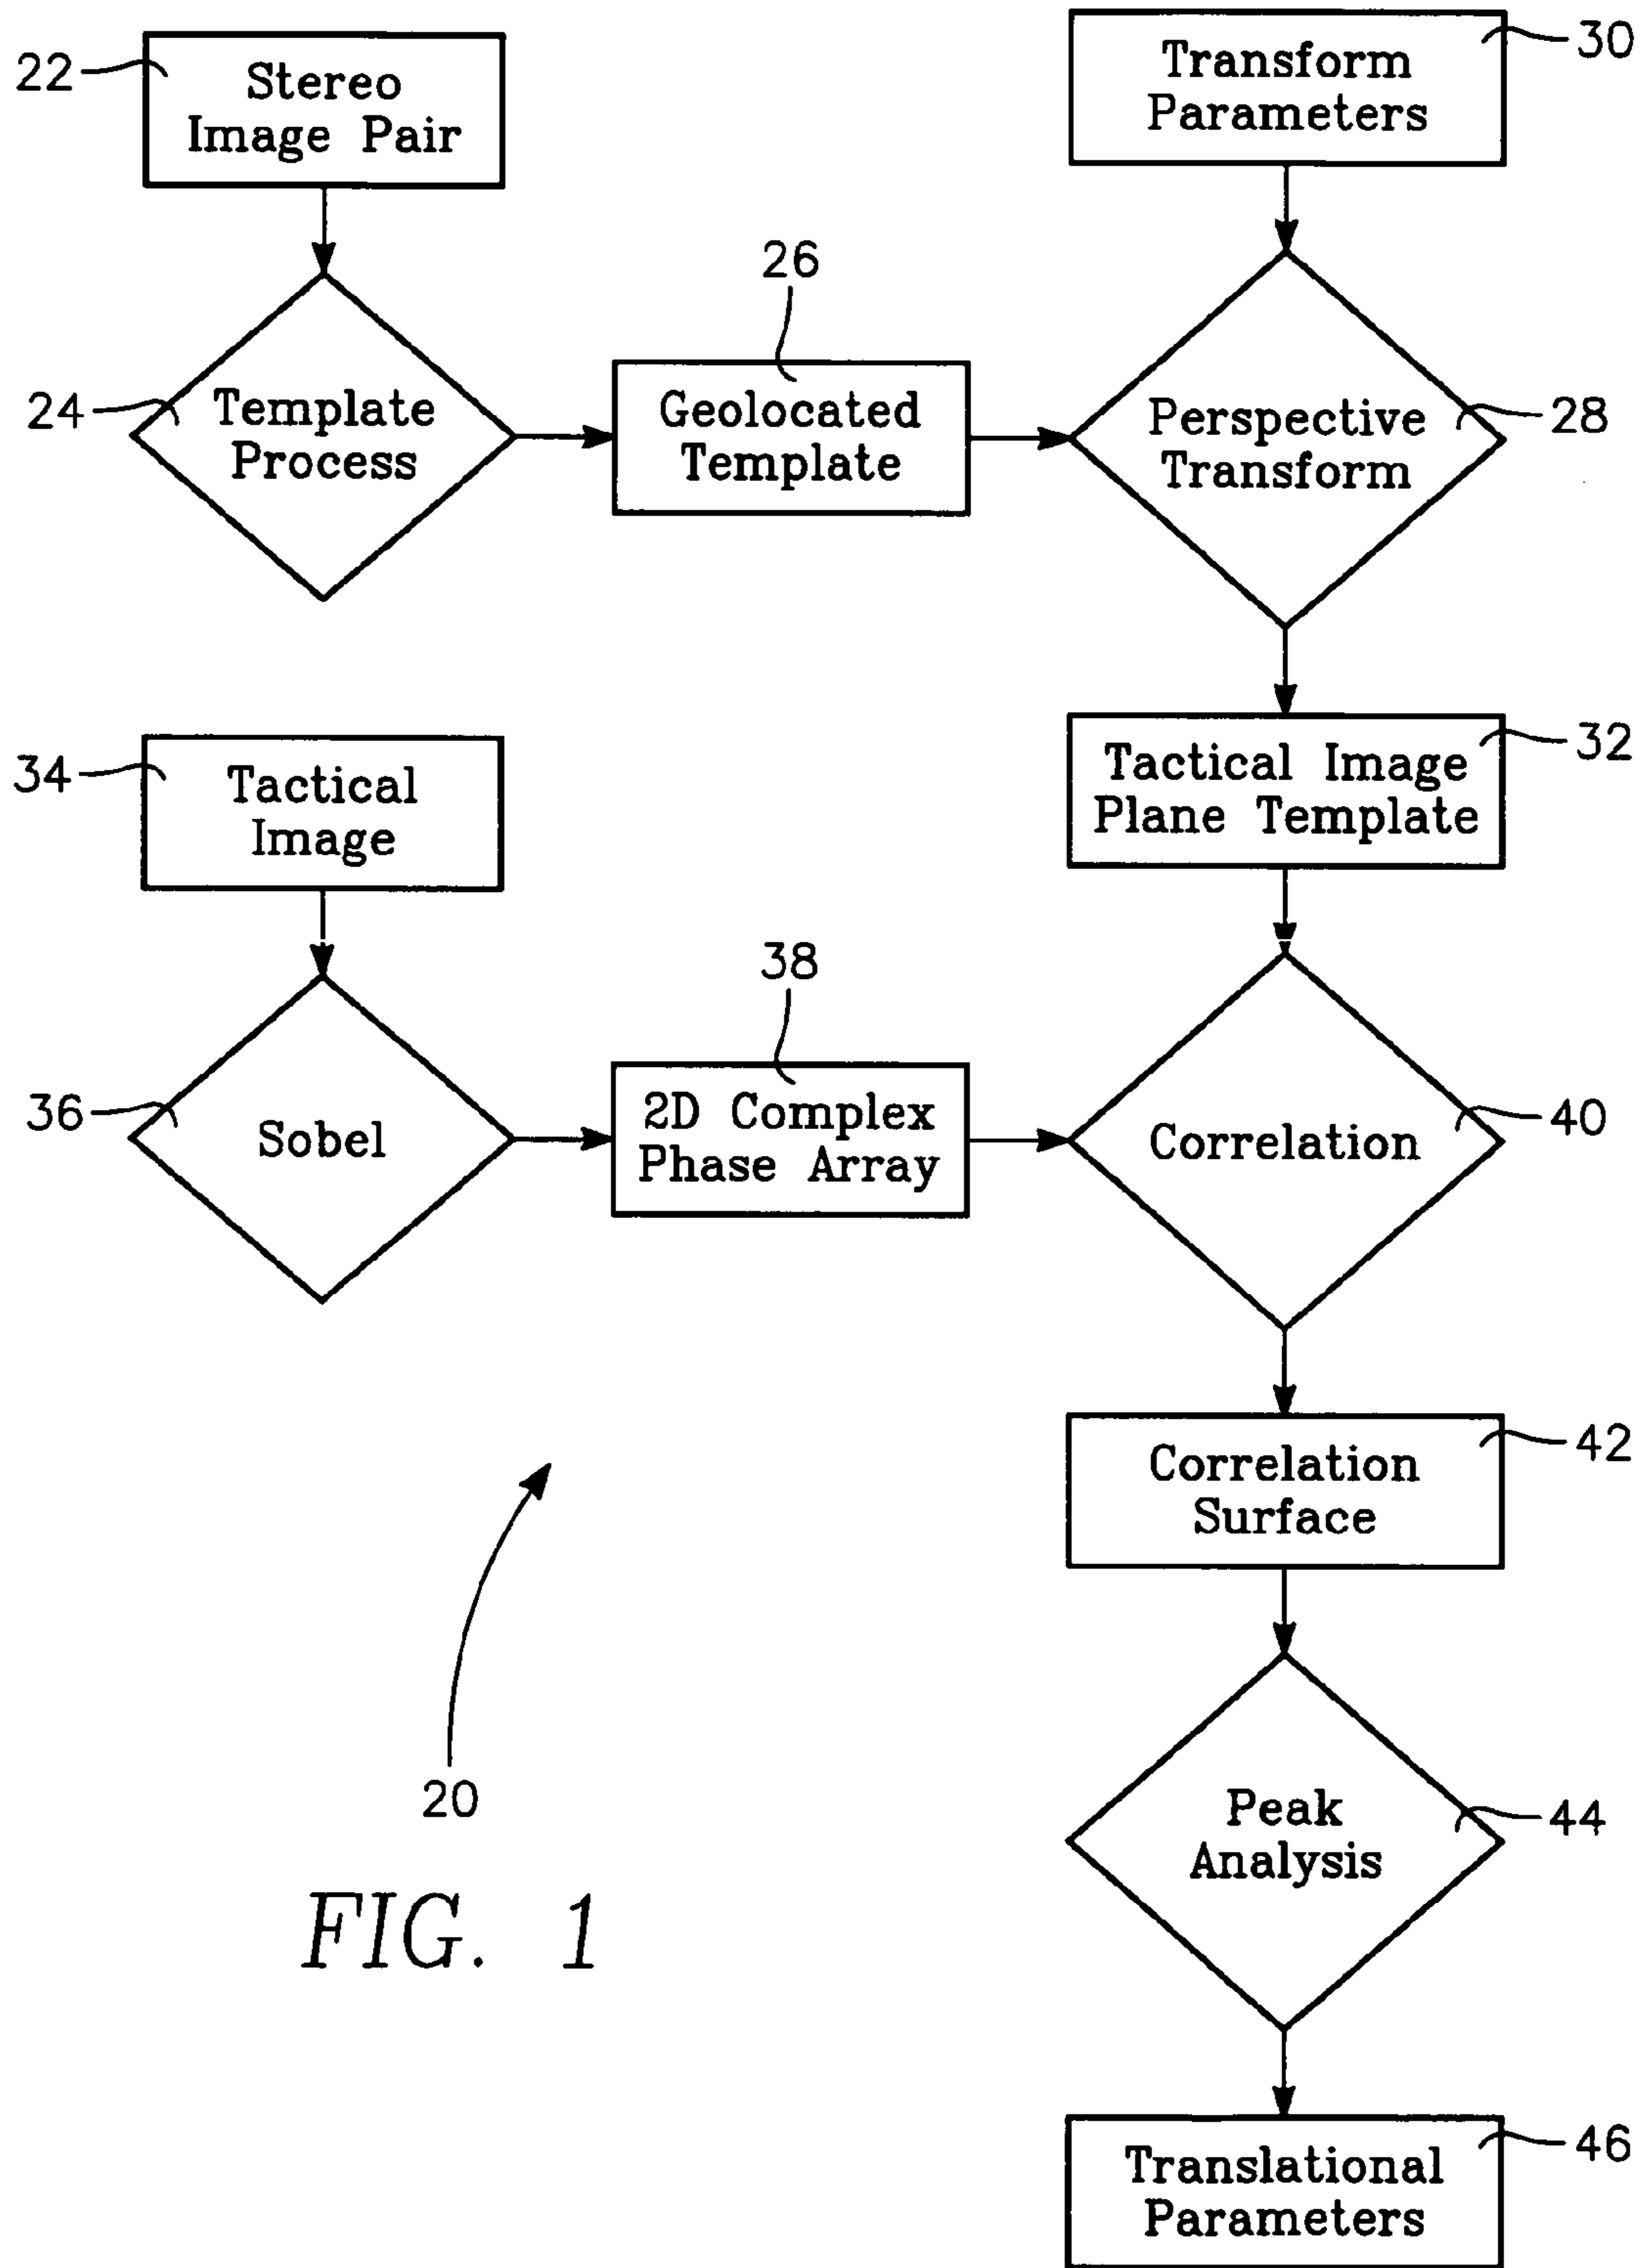 22
Stereo
Image Pair
Transform
Parameters
30
26
24
Template
Process
Geolocated
Template
Perspective
Transform
28
34
Tactical
Image
Tactical Image
Plane Template
32
38
36
Sobel
2D Complex
Phase Array
Correlation
40
Correlation
Surface
42
20
Peak
Analysis
44
FIG. 1
Translational
Parameters
46